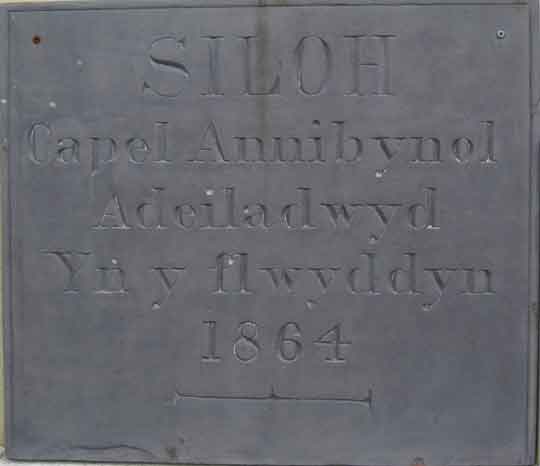 SILOH
Capel Annibynol
Adeiladwyd
Yn y flwyddyn
1864